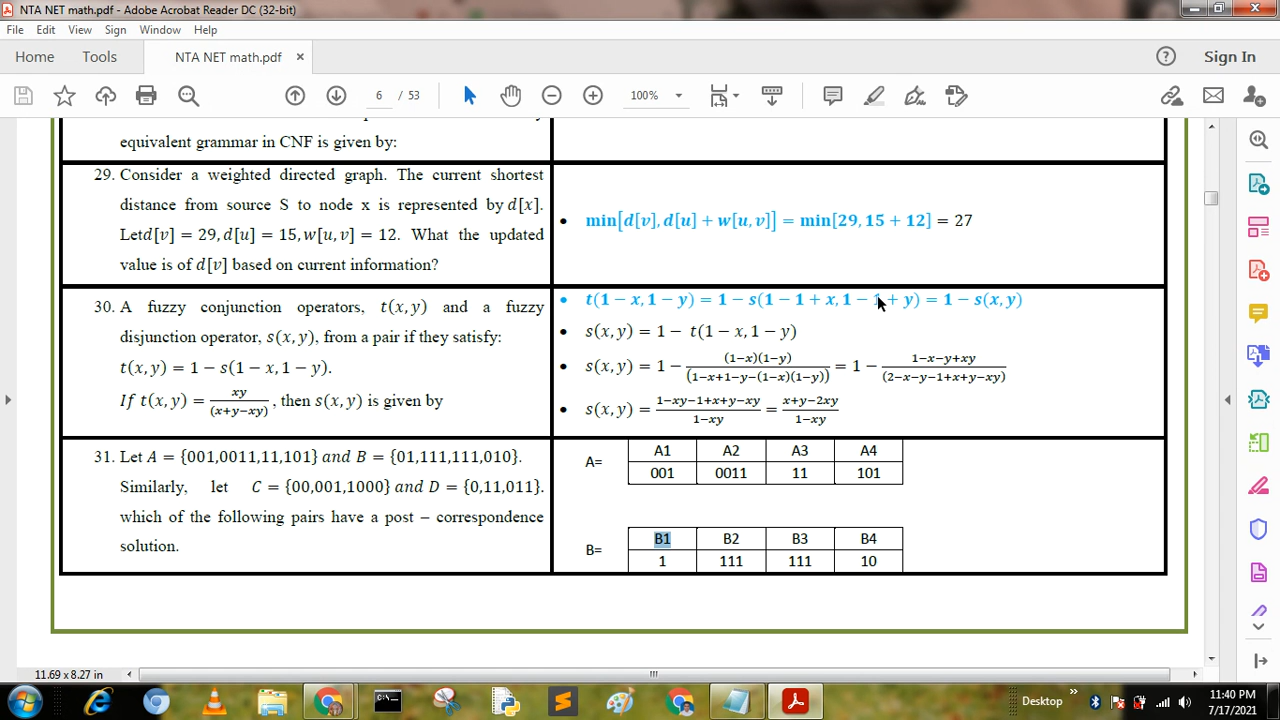 NTA NET math.pdf - Adobe Acrobat Reader DC (32-bit)
File Edit View Sign Window Help
Home Tools NTA NET math.pdf × Sign In
6 / 53 100%
equivalent grammar in CNF is given by:
29. Consider a weighted directed graph. The current shortest
distance from source S to node x is represented by d[x].
Letd[v] = 29, d[u] = 15, w[u, v] = 12. What the updated
value is of d[v] based on current information?
• min[d[v], d[u] + w[u, v]] = min[29, 15 + 12] = 27
30. A fuzzy conjunction operators, t(x, y) and a fuzzy
disjunction operator, s(x, y), from a pair if they satisfy:
t(x, y) = 1 − s(1 − x, 1 − y).
If t(x, y) = xy/(x+y−xy), then s(x, y) is given by
• t(1 − x, 1 − y) = 1 − s(1 − 1 + x, 1 − 1 + y) = 1 − s(x, y)
• s(x, y) = 1 − t(1 − x, 1 − y)
• s(x, y) = 1 − (1−x)(1−y)/(1−x+1−y−(1−x)(1−y)) = 1 − 1−x−y+xy/(2−x−y−1+x+y−xy)
• s(x, y) = 1−xy−1+x+y−xy/1−xy = x+y−2xy/1−xy
31. Let A = {001,0011,11,101} and B = {01,111,111,010}.
Similarly, let C = {00,001,1000} and D = {0,11,011}.
which of the following pairs have a post – correspondence
solution.
A= A1 A2 A3 A4
001 0011 11 101
B= B1 B2 B3 B4
1 111 111 10
11.69 x 8.27 in
Desktop
11:40 PM
7/17/2021